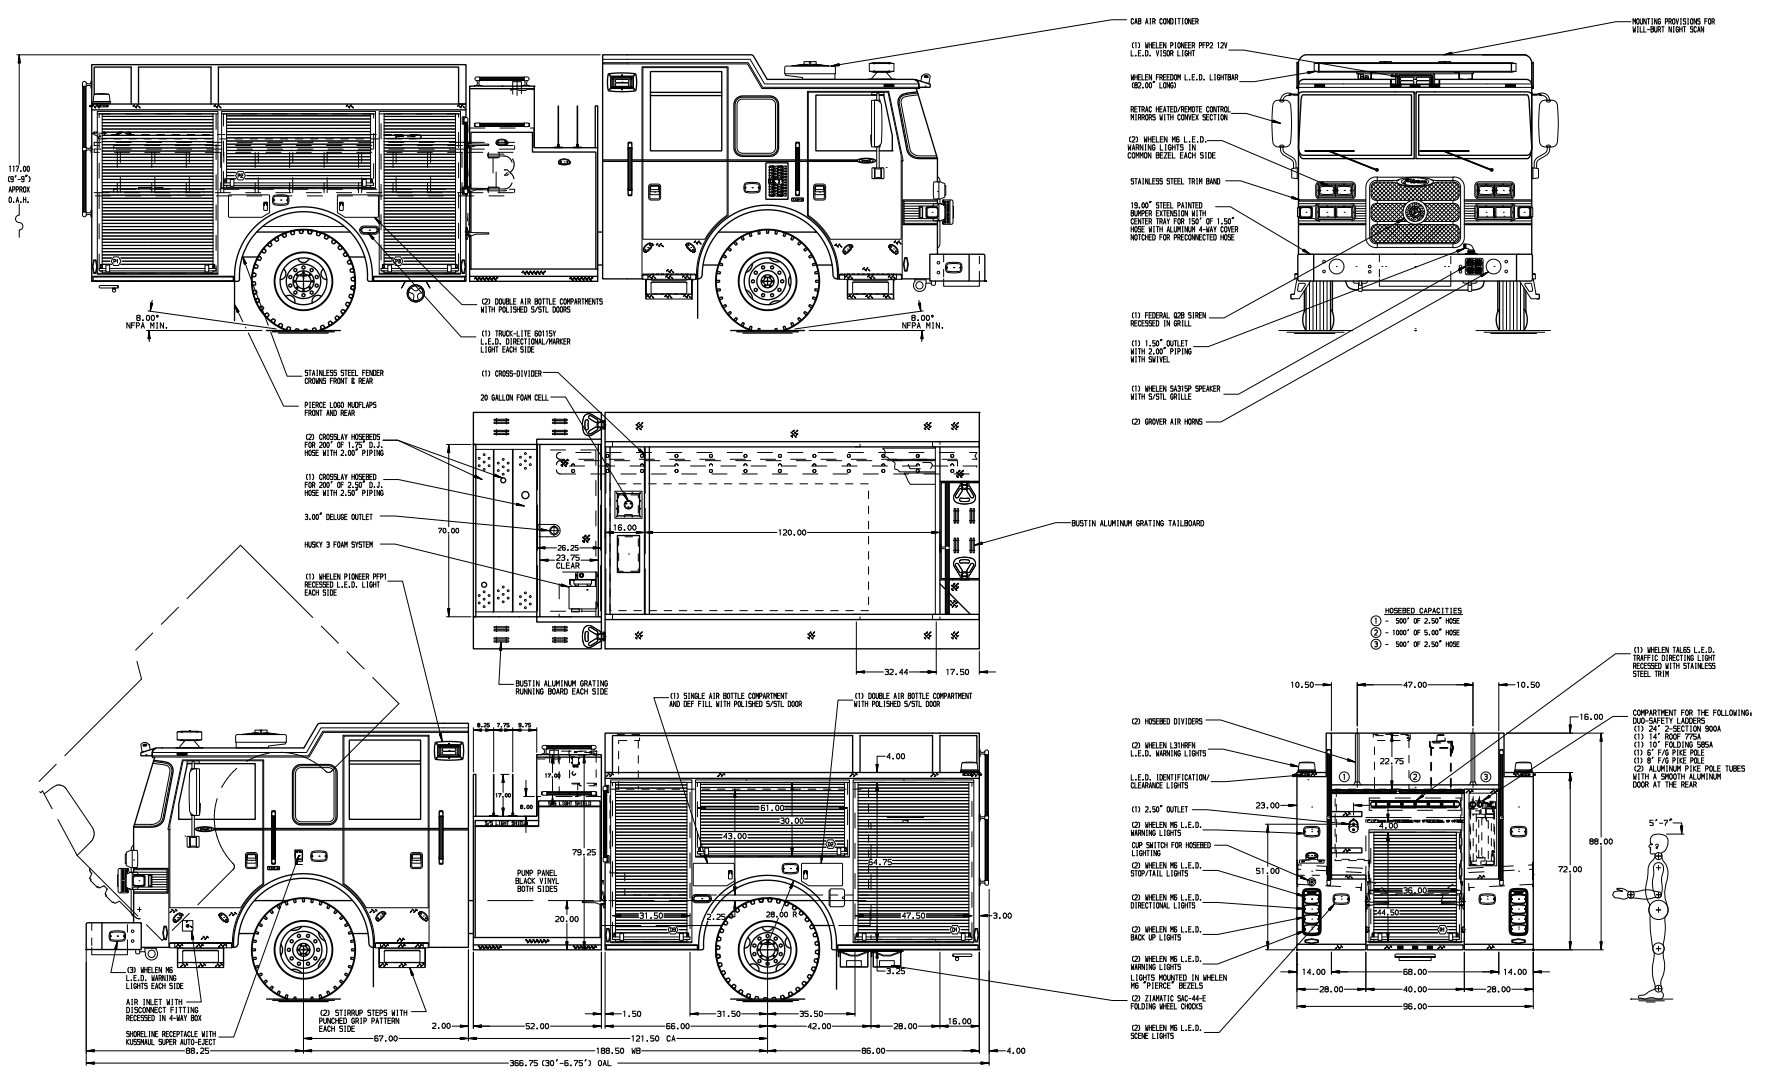 CAB AIR CONDITIONER
(1) WHELEN PIONEER PFP2 12V
L.E.D. VISOR LIGHT
WHELEN FREEDOM L.E.D. LIGHTBAR
(82.00" LONG)
RETRAC HEATED/REMOTE CONTROL
MIRRORS WITH CONVEX SECTION
(2) WHELEN M6 L.E.D.
WARNING LIGHTS IN
COMMON BEZEL EACH SIDE
STAINLESS STEEL TRIM BAND
19.00" STEEL PAINTED
BUMPER EXTENSION WITH
CENTER TRAY FOR 150' OF 1.50"
HOSE WITH ALUMINUM 4-WAY COVER
NOTCHED FOR PRECONNECTED HOSE
(1) FEDERAL Q2B SIREN
RECESSED IN GRILL
(1) 1.50" OUTLET
WITH 2.00" PIPING
WITH SWIVEL
(1) WHELEN SA315P SPEAKER
WITH S/STL GRILLE
(2) GROVER AIR HORNS
MOUNTING PROVISIONS FOR
WILL-BURT NIGHT SCAN
117.00
(9'-9")
APPROX
O.A.H.
8.00°
NFPA MIN.
8.00°
NFPA MIN.
(2) DOUBLE AIR BOTTLE COMPARTMENTS
WITH POLISHED S/STL DOORS
(1) TRUCK-LITE 60115Y
L.E.D. DIRECTIONAL/MARKER
LIGHT EACH SIDE
STAINLESS STEEL FENDER
CROWNS FRONT & REAR
PIERCE LOGO MUDFLAPS
FRONT AND REAR
(1) CROSS-DIVIDER
20 GALLON FOAM CELL
(2) CROSSLAY HOSEBEDS
FOR 200' OF 1.75" D.J.
HOSE WITH 2.00" PIPING
(1) CROSSLAY HOSEBED
FOR 200' OF 2.50" D.J.
HOSE WITH 2.50" PIPING
3.00" DELUGE OUTLET
HUSKY 3 FOAM SYSTEM
(1) WHELEN PIONEER PFP1
RECESSED L.E.D. LIGHT
EACH SIDE
70.00
26.25
23.75
CLEAR
16.00
120.00
32.44
17.50
BUSTIN ALUMINUM GRATING TAILBOARD
BUSTIN ALUMINUM GRATING
RUNNING BOARD EACH SIDE
(1) SINGLE AIR BOTTLE COMPARTMENT
AND DEF FILL WITH POLISHED S/STL DOOR
(1) DOUBLE AIR BOTTLE COMPARTMENT
WITH POLISHED S/STL DOOR
8.25
7.75
9.75
17.00
17.00
8.00
S/S LIGHT SHIELD
S/S LIGHT SHIELD
79.25
PUMP PANEL
BLACK VINYL
BOTH SIDES
20.00
4.00
61.00
30.00
43.00
64.75
31.50
2.25
28.00 R
47.50
3.00
3.25
(3) WHELEN M6
L.E.D. WARNING
LIGHTS EACH SIDE
AIR INLET WITH
DISCONNECT FITTING
RECESSED IN 4-WAY BOX
SHORELINE RECEPTACLE WITH
KUSSMAUL SUPER AUTO-EJECT
(2) STIRRUP STEPS WITH
PUNCHED GRIP PATTERN
EACH SIDE
2.00
52.00
1.50
66.00
31.50
35.50
42.00
28.00
16.00
67.00
121.50 CA
88.25
188.50 WB
86.00
4.00
366.75 (30'-6.75") OAL
HOSEBED CAPACITIES
1 - 500' OF 2.50" HOSE
2 - 1000' OF 5.00" HOSE
3 - 500' OF 2.50" HOSE
(1) WHELEN TAL65 L.E.D.
TRAFFIC DIRECTING LIGHT
RECESSED WITH STAINLESS
STEEL TRIM
COMPARTMENT FOR THE FOLLOWING:
DUO-SAFETY LADDERS
(1) 24' 2-SECTION 900A
(1) 14' ROOF 775A
(1) 10' FOLDING 585A
(1) 6' F/G PIKE POLE
(1) 8' F/G PIKE POLE
(2) ALUMINUM PIKE POLE TUBES
WITH A SMOOTH ALUMINUM
DOOR AT THE REAR
(2) HOSEBED DIVIDERS
(2) WHELEN L31HRFN
L.E.D. WARNING LIGHTS
L.E.D. IDENTIFICATION/
CLEARANCE LIGHTS
(1) 2.50" OUTLET
(2) WHELEN M6 L.E.D.
WARNING LIGHTS
CUP SWITCH FOR HOSEBED
LIGHTING
(2) WHELEN M6 L.E.D.
STOP/TAIL LIGHTS
(2) WHELEN M6 L.E.D.
DIRECTIONAL LIGHTS
(2) WHELEN M6 L.E.D.
BACK UP LIGHTS
(2) WHELEN M6 L.E.D.
WARNING LIGHTS
LIGHTS MOUNTED IN WHELEN
M6 "PIERCE" BEZELS
(2) ZIAMATIC SAC-44-E
FOLDING WHEEL CHOCKS
(2) WHELEN M6 L.E.D.
SCENE LIGHTS
10.50
47.00
10.50
16.00
22.75
1
2
3
23.00
4.00
51.00
36.00
44.50
72.00
88.00
5'-7"
14.00
68.00
14.00
28.00
40.00
28.00
96.00